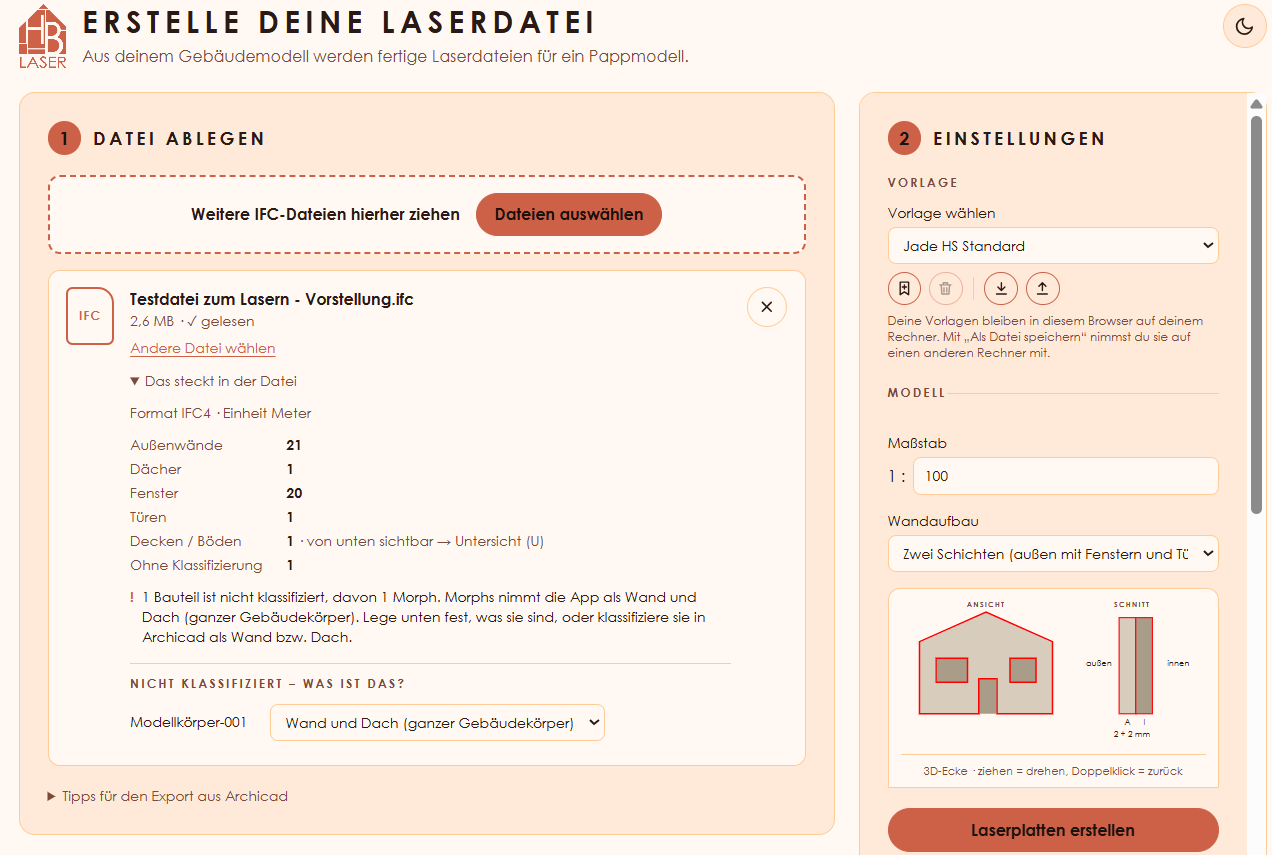 HB
LASER
ERSTELLE DEINE LASERDATEI
Aus deinem Gebäudemodell werden fertige Laserdateien für ein Pappmodell.
1 DATEI ABLEGEN
Weitere IFC-Dateien hierher ziehen
Dateien auswählen
IFC
Testdatei zum Lasern - Vorstellung.ifc
2,6 MB · ✓ gelesen
Andere Datei wählen
▼ Das steckt in der Datei
Format IFC4 · Einheit Meter
Außenwände 21
Dächer 1
Fenster 20
Türen 1
Decken / Böden 1 · von unten sichtbar → Untersicht (U)
Ohne Klassifizierung 1
! 1 Bauteil ist nicht klassifiziert, davon 1 Morph. Morphs nimmt die App als Wand und
Dach (ganzer Gebäudekörper). Lege unten fest, was sie sind, oder klassifiziere sie in
Archicad als Wand bzw. Dach.
NICHT KLASSIFIZIERT – WAS IST DAS?
Modellkörper-001 Wand und Dach (ganzer Gebäudekörper)
▶ Tipps für den Export aus Archicad
2 EINSTELLUNGEN
VORLAGE
Vorlage wählen
Jade HS Standard
Deine Vorlagen bleiben in diesem Browser auf deinem
Rechner. Mit „Als Datei speichern“ nimmst du sie auf
einen anderen Rechner mit.
MODELL
Maßstab
1 : 100
Wandaufbau
Zwei Schichten (außen mit Fenstern und Tü
ANSICHT
SCHNITT
außen
innen
A I
2 + 2 mm
3D-Ecke · ziehen = drehen, Doppelklick = zurück
Laserplatten erstellen